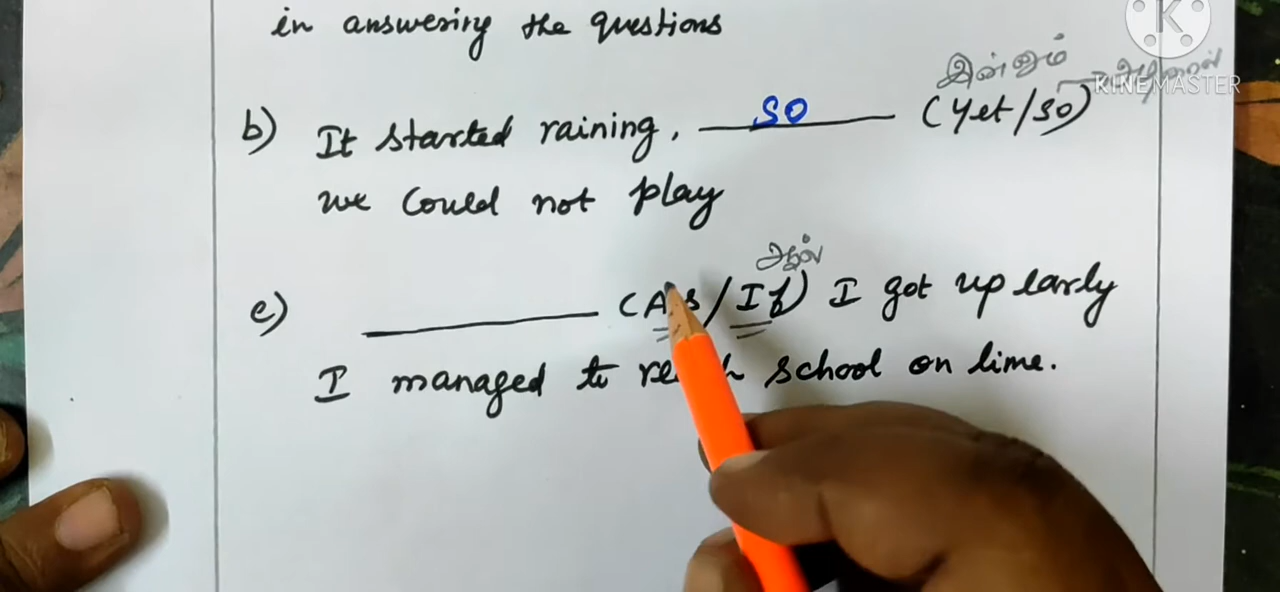 in answering the questions
K
KINEMASTER
இன்னும்
b) It started raining, so (Yet/so)
we could not play
c) (As/If) I got up early
I managed to reach school on time.